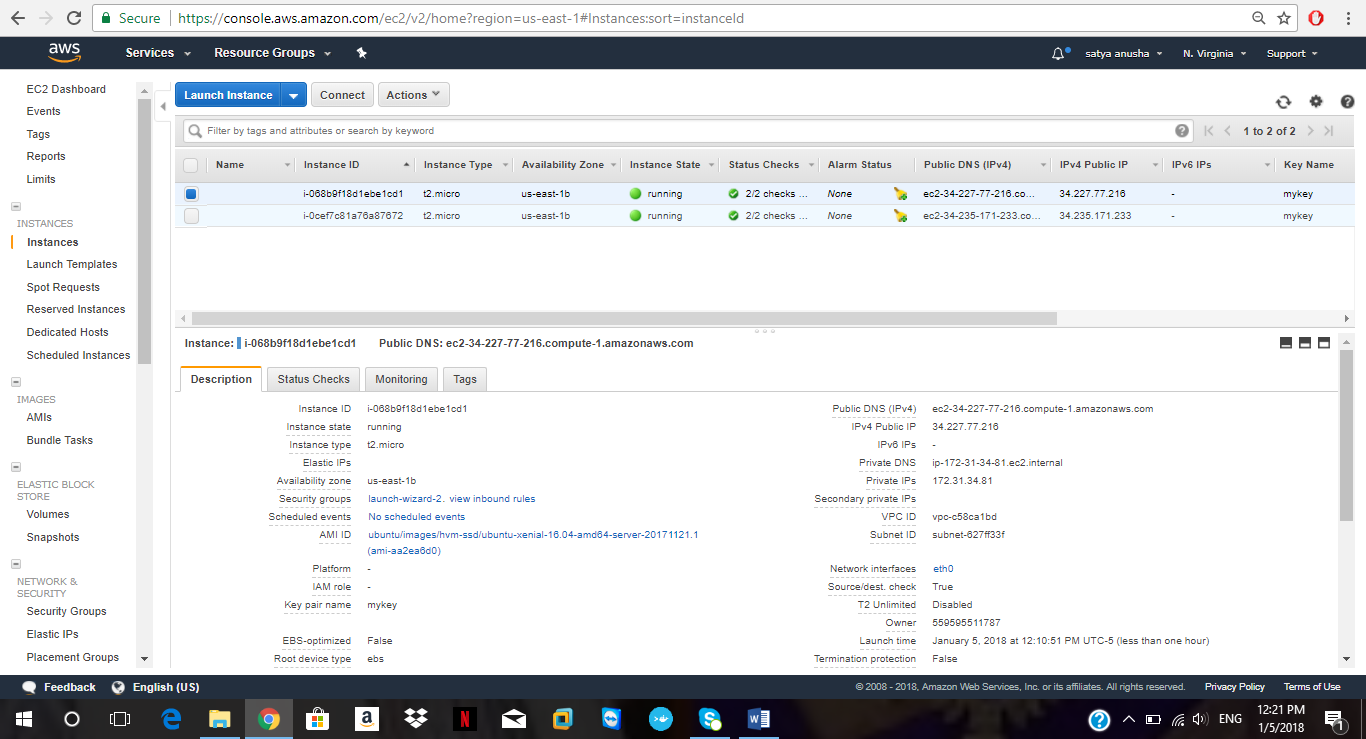 Secure https://console.aws.amazon.com/ec2/v2/home?region=us-east-1#Instances:sort=instanceId
aws Services Resource Groups satya anusha N. Virginia Support
EC2 Dashboard
Events
Tags
Reports
Limits
INSTANCES
Instances
Launch Templates
Spot Requests
Reserved Instances
Dedicated Hosts
Scheduled Instances
IMAGES
AMIs
Bundle Tasks
ELASTIC BLOCK
STORE
Volumes
Snapshots
NETWORK &
SECURITY
Security Groups
Elastic IPs
Placement Groups
Launch Instance Connect Actions
Filter by tags and attributes or search by keyword 1 to 2 of 2
Name Instance ID Instance Type Availability Zone Instance State Status Checks Alarm Status Public DNS (IPv4) IPv4 Public IP IPv6 IPs Key Name
i-068b9f18d1ebe1cd1 t2.micro us-east-1b running 2/2 checks ... None ec2-34-227-77-216.co... 34.227.77.216 - mykey
i-0cef7c81a76a87672 t2.micro us-east-1b running 2/2 checks ... None ec2-34-235-171-233.co... 34.235.171.233 - mykey
Instance: i-068b9f18d1ebe1cd1 Public DNS: ec2-34-227-77-216.compute-1.amazonaws.com
Description Status Checks Monitoring Tags
Instance ID i-068b9f18d1ebe1cd1 Public DNS (IPv4) ec2-34-227-77-216.compute-1.amazonaws.com
Instance state running IPv4 Public IP 34.227.77.216
Instance type t2.micro IPv6 IPs -
Elastic IPs Private DNS ip-172-31-34-81.ec2.internal
Availability zone us-east-1b Private IPs 172.31.34.81
Security groups launch-wizard-2. view inbound rules Secondary private IPs
Scheduled events No scheduled events VPC ID vpc-c58ca1bd
AMI ID ubuntu/images/hvm-ssd/ubuntu-xenial-16.04-amd64-server-20171121.1 Subnet ID subnet-627ff33f
(ami-aa2ea6d0)
Platform - Network interfaces eth0
IAM role - Source/dest. check True
Key pair name mykey T2 Unlimited Disabled
Owner 559595511787
EBS-optimized False Launch time January 5, 2018 at 12:10:51 PM UTC-5 (less than one hour)
Root device type ebs Termination protection False
Feedback English (US) © 2008 - 2018, Amazon Web Services, Inc. or its affiliates. All rights reserved. Privacy Policy Terms of Use
ENG 12:21 PM
1/5/2018 1